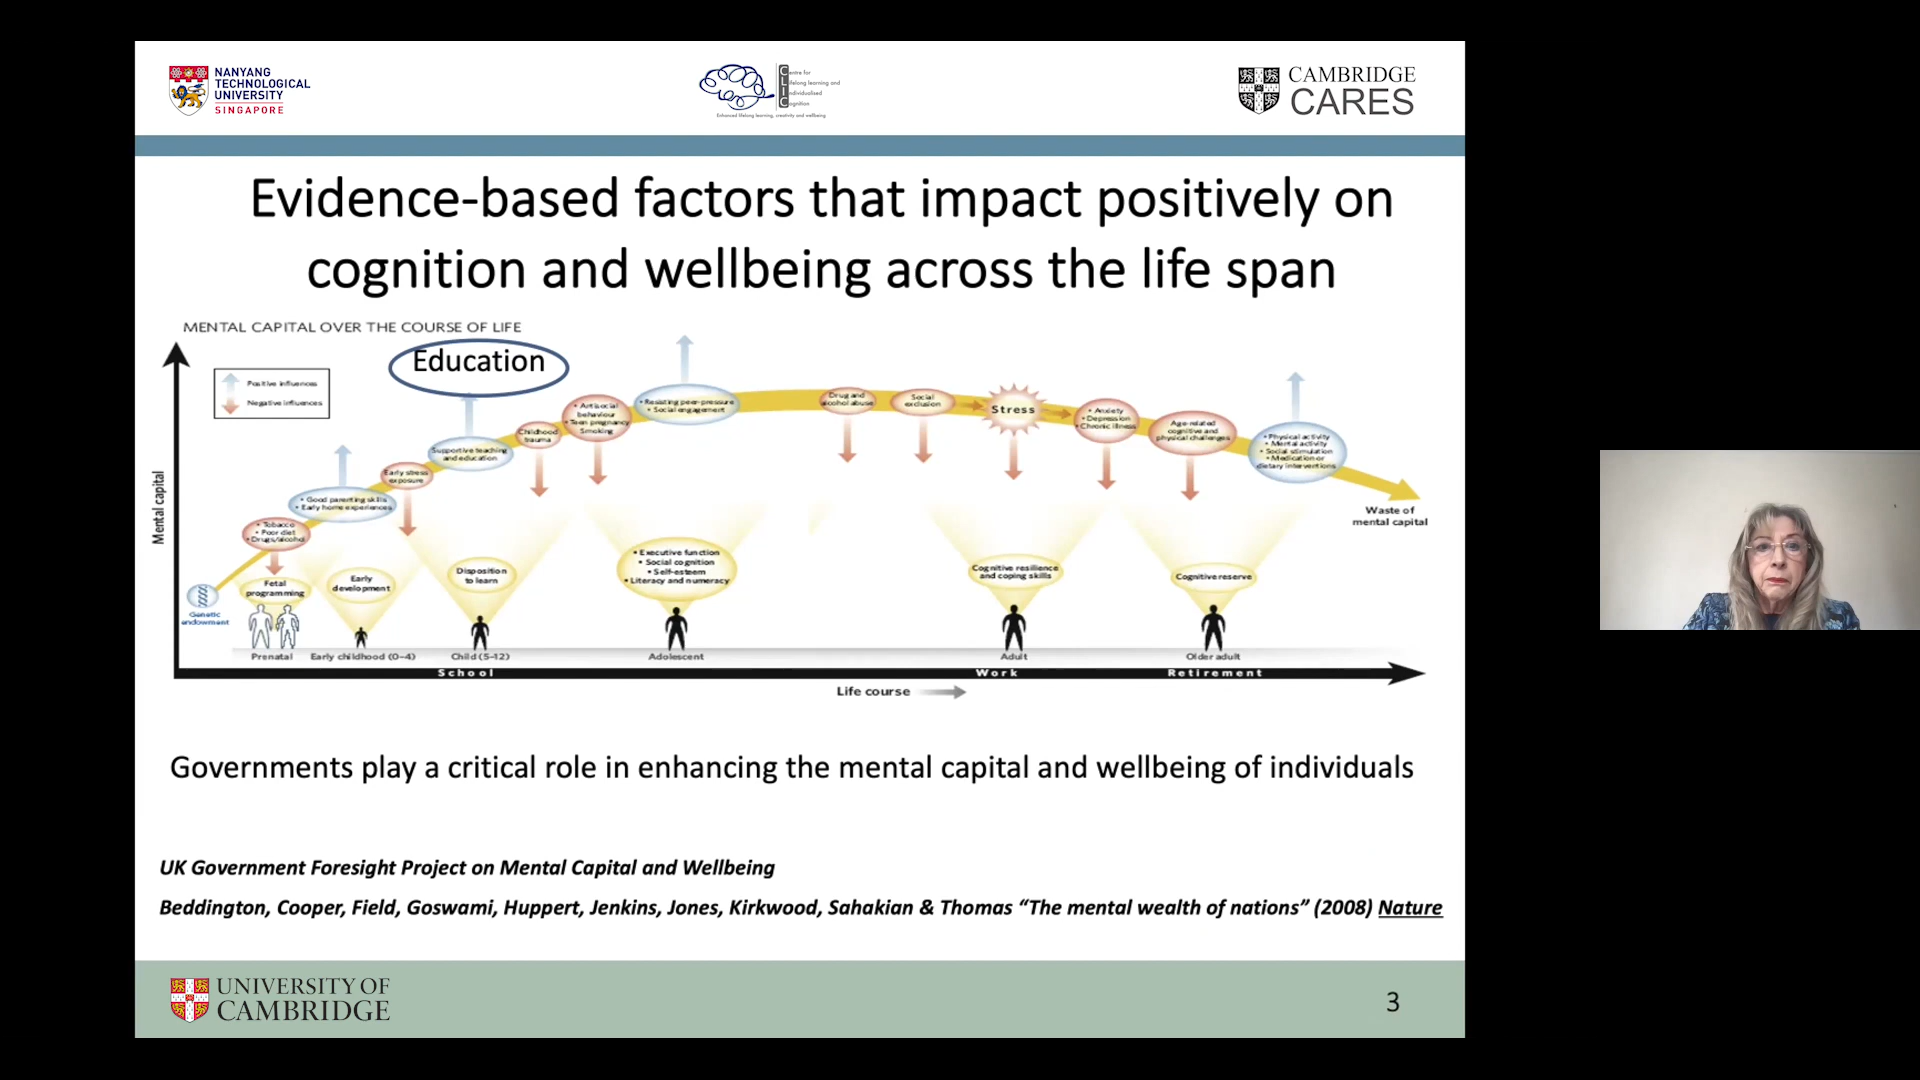 NANYANG
TECHNOLOGICAL
UNIVERSITY
SINGAPORE
Centre for
Lifelong learning and
Individualised
Cognition
Enhanced lifelong learning, creativity and wellbeing
CAMBRIDGE
CARES
Evidence-based factors that impact positively on
cognition and wellbeing across the life span
MENTAL CAPITAL OVER THE COURSE OF LIFE
Education
Positive influences
Negative influences
Mental capital
Genetic
endowment
• Tobacco
• Poor diet
• Drugs/alcohol
• Good parenting skills
• Early home experiences
Early stress
exposure
Supportive teaching
and education
Childhood
trauma
• Antisocial
behaviour
• Teen pregnancy
Smoking
• Resisting peer-pressure
• Social engagement
Drug and
alcohol abuse
Social
exclusion
Stress
• Anxiety
• Depression
• Chronic illness
Age-related
cognitive and
physical challenges
• Physical activity
• Mental activity
• Social stimulation
• Medication or
dietary interventions
Waste of
mental capital
Fetal
programming
Early
development
Disposition
to learn
• Executive function
• Social cognition
• Self-esteem
• Literacy and numeracy
Cognitive resilience
and coping skills
Cognitive reserve
Prenatal
Early childhood (0–4)
Child (5–12)
Adolescent
Adult
Older adult
School
Work
Retirement
Life course
Governments play a critical role in enhancing the mental capital and wellbeing of individuals
UK Government Foresight Project on Mental Capital and Wellbeing
Beddington, Cooper, Field, Goswami, Huppert, Jenkins, Jones, Kirkwood, Sahakian & Thomas “The mental wealth of nations” (2008) Nature
UNIVERSITY OF
CAMBRIDGE
3